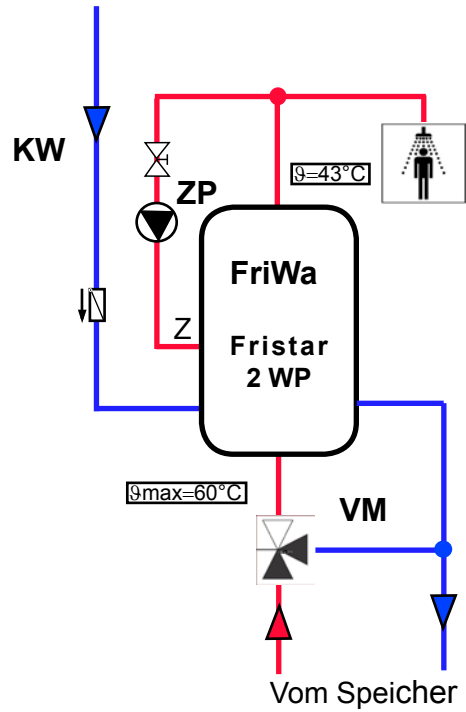 KW
ϑ=43°C
ZP
FriWa
Z
Fristar
2 WP
ϑmax=60°C
VM
Vom Speicher